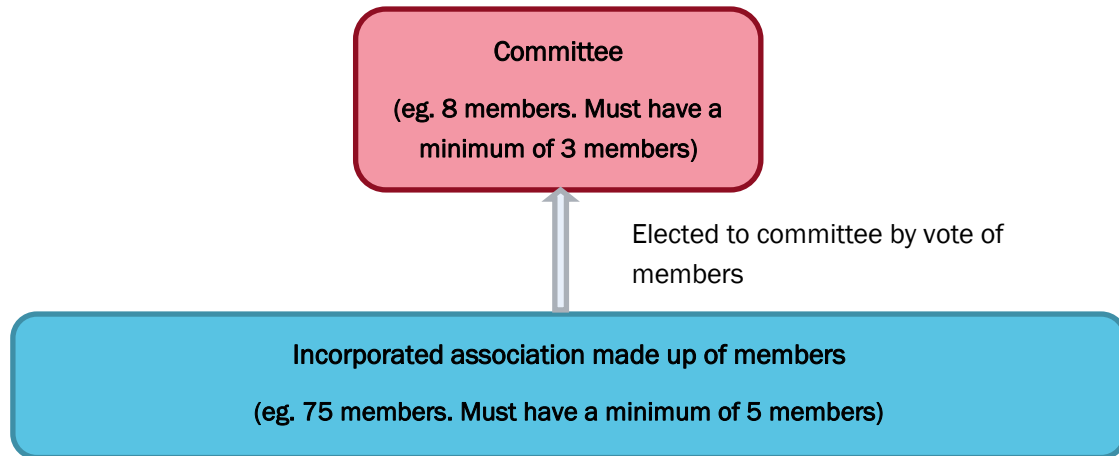 Committee
(eg. 8 members. Must have a
minimum of 3 members)
Elected to committee by vote of
members
Incorporated association made up of members
(eg. 75 members. Must have a minimum of 5 members)